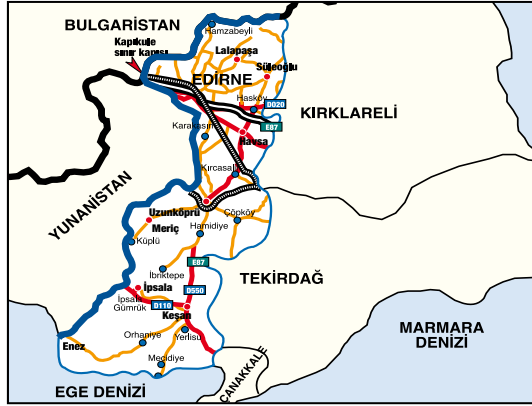 BULGARİSTAN
Hamzabeyli
Kapıkule
sınır kapısı
Lalapaşa
Süleoğlu
EDİRNE
Hasköy
D020
KIRKLARELİ
E87
Karakasım
Havsa
Kırcasalih
YUNANİSTAN
Uzunköprü
Çöpköy
Meriç
Hamidiye
Küplü
E87
İbriktepe
TEKİRDAĞ
İpsala
D550
İpsala
Gümrük
D110
Keşan
MARMARA
DENİZİ
Enez
Orhaniye
Yerlisu
Mecidiye
ÇANAKKALE
EGE DENİZİ